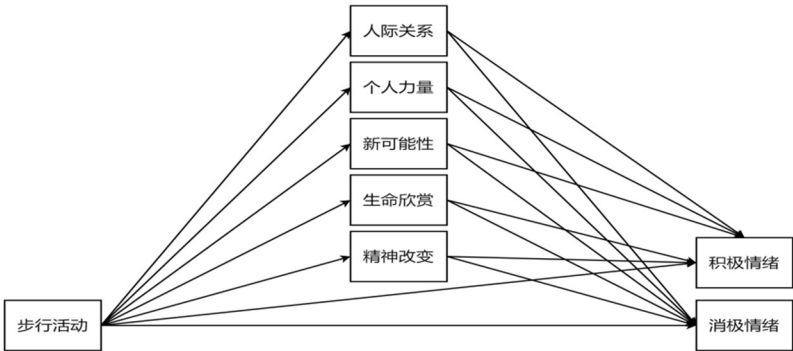 人际关系
个人力量
新可能性
生命欣赏
精神改变
积极情绪
步行活动
消极情绪